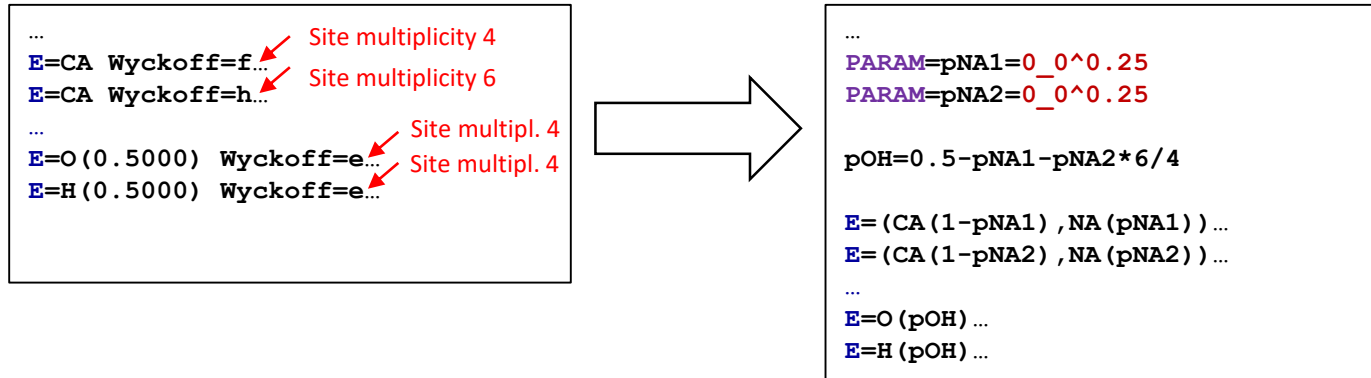 …
E=CA Wyckoff=f… Site multiplicity 4
E=CA Wyckoff=h… Site multiplicity 6
…
E=O(0.5000) Wyckoff=e… Site multipl. 4
E=H(0.5000) Wyckoff=e… Site multipl. 4
…
PARAM=pNA1=0_0^0.25
PARAM=pNA2=0_0^0.25
pOH=0.5-pNA1-pNA2*6/4
E=(CA(1-pNA1),NA(pNA1))…
E=(CA(1-pNA2),NA(pNA2))…
…
E=O(pOH)…
E=H(pOH)…